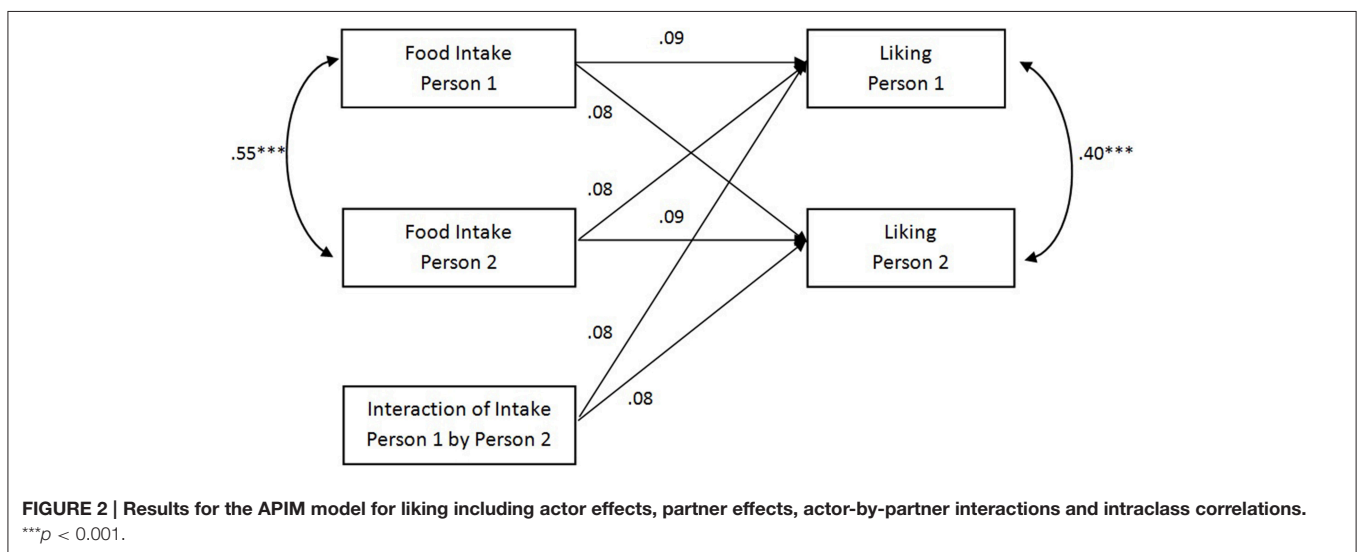 Food Intake
Person 1
.09
Liking
Person 1
.08
.55***
.40***
.08
Food Intake
Person 2
.09
Liking
Person 2
.08
Interaction of Intake
Person 1 by Person 2
.08
FIGURE 2 | Results for the APIM model for liking including actor effects, partner effects, actor-by-partner interactions and intraclass correlations.
***p < 0.001.